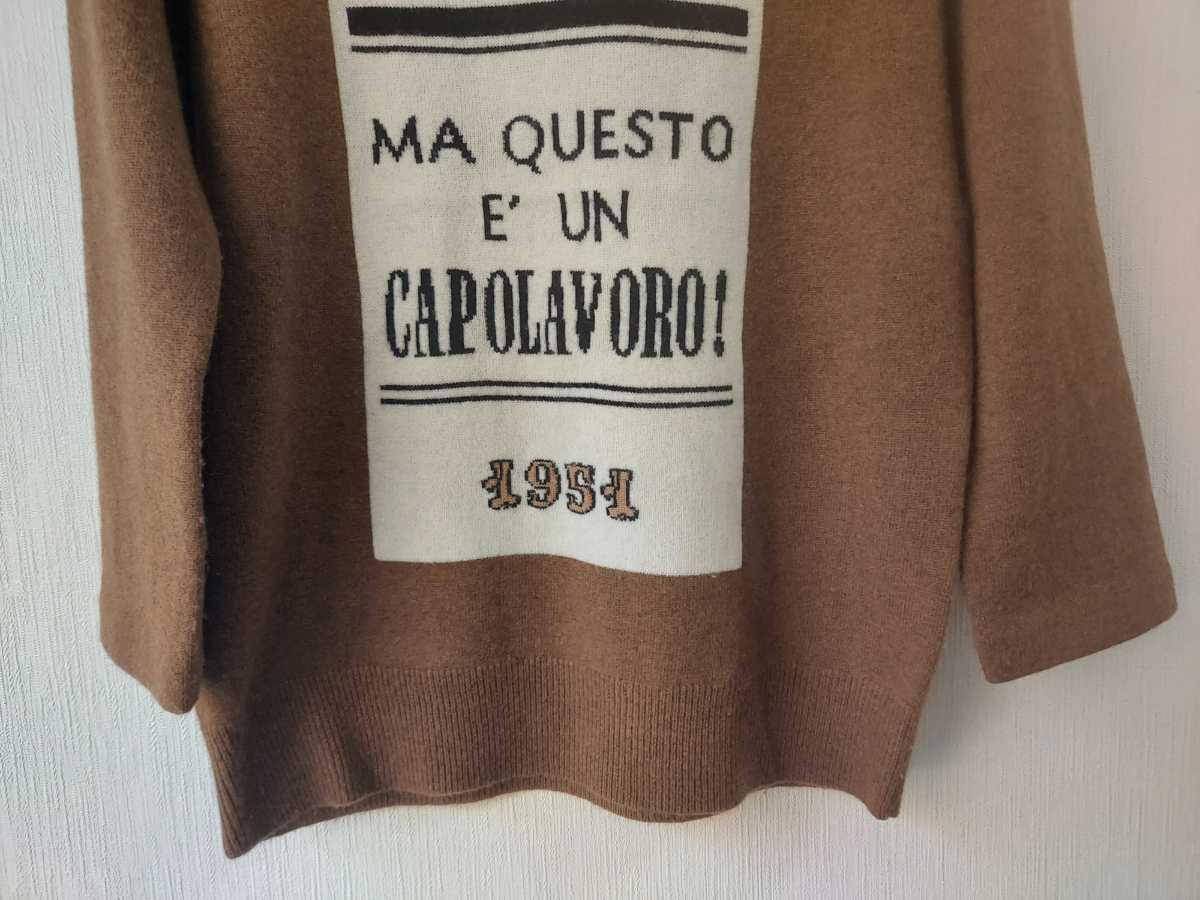 MA QUESTO
E' UN
CAPOLAVORO!
1951